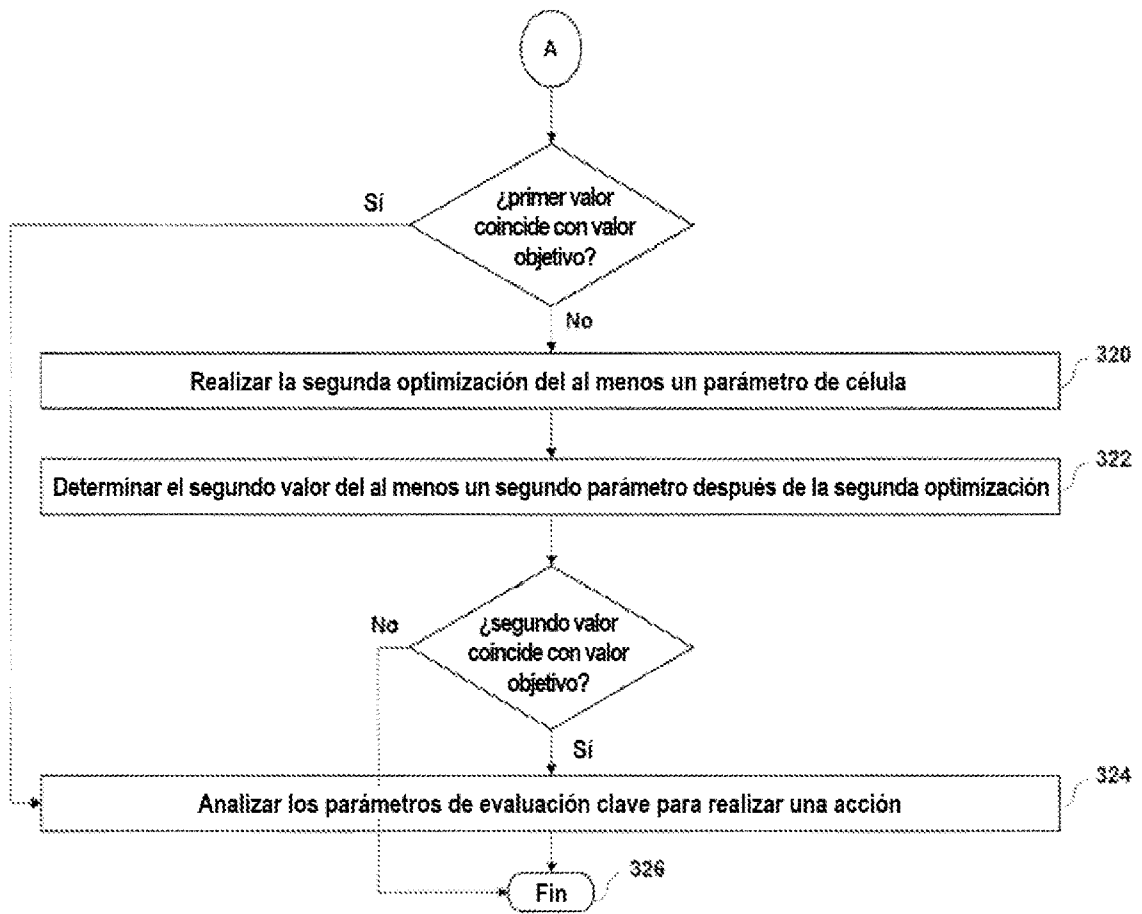 A
¿primer valor
coincide con valor
objetivo?
Sí
No
320
Realizar la segunda optimización del al menos un parámetro de célula
322
Determinar el segundo valor del al menos un segundo parámetro después de la segunda optimización
No
¿segundo valor
coincide con valor
objetivo?
Sí
324
Analizar los parámetros de evaluación clave para realizar una acción
326
Fin